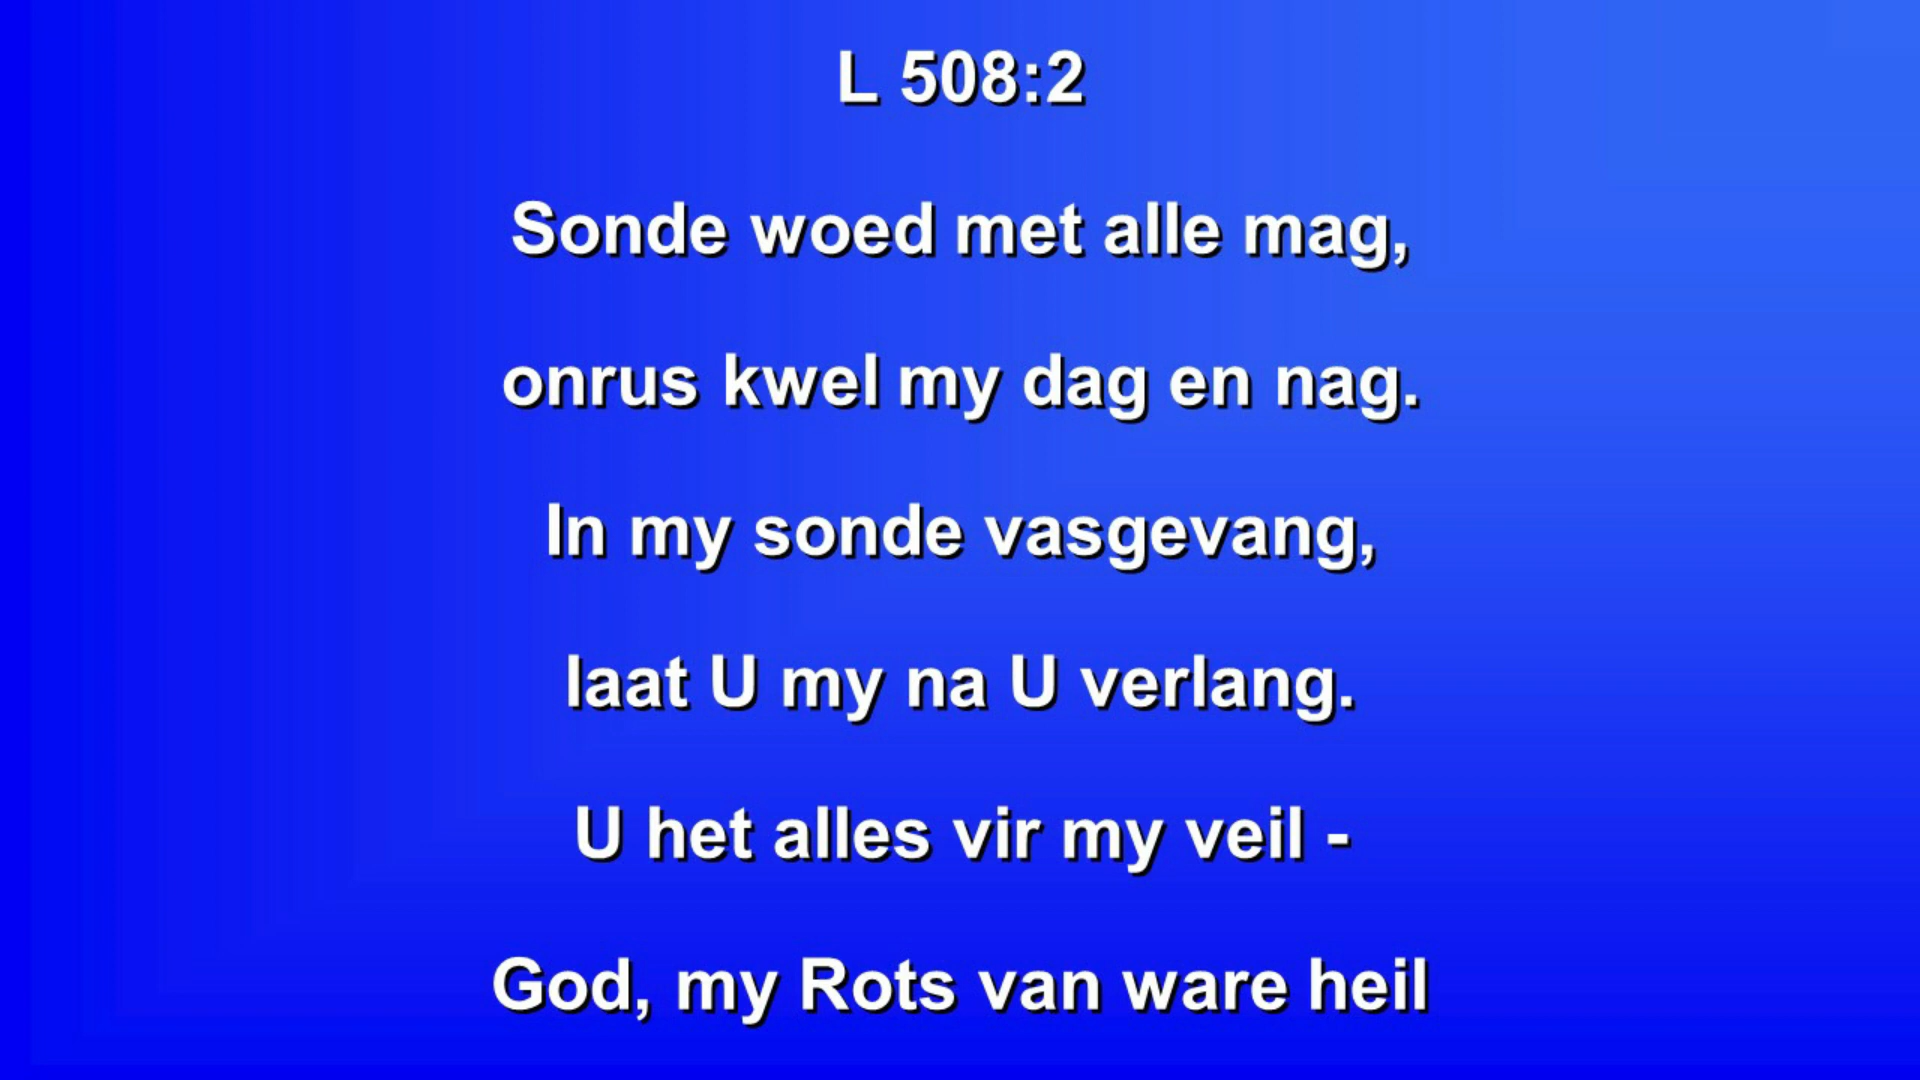 L 508:2
Sonde woed met alle mag,
onrus kwel my dag en nag.
In my sonde vasgevang,
laat U my na U verlang.
U het alles vir my veil -
God, my Rots van ware heil